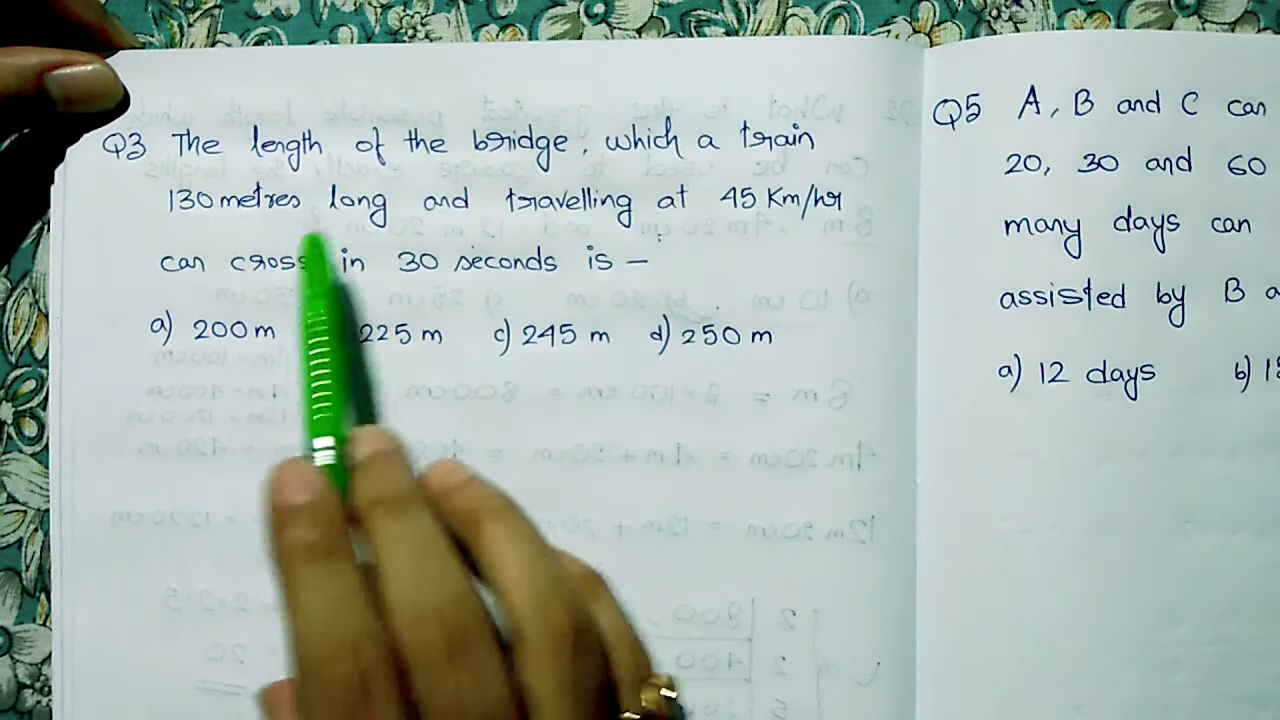 Q3 The length of the bridge, which a train
130 metres long and travelling at 45 Km/hr
can cross in 30 seconds is —
a) 200 m 225 m c) 245 m d) 250 m
Q5 A, B and C can
20, 30 and 60
many days can
assisted by B a
a) 12 days b) 1